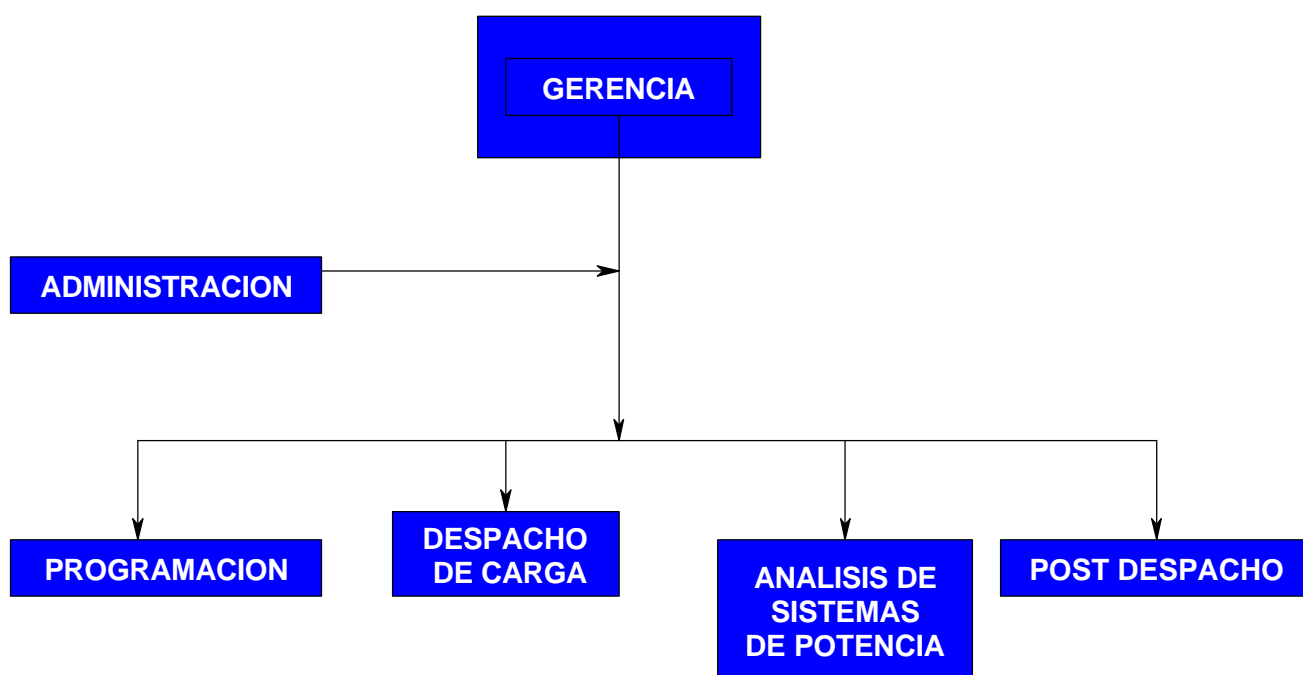 GERENCIA
ADMINISTRACION
PROGRAMACION
DESPACHO
DE CARGA
ANALISIS DE
SISTEMAS
DE POTENCIA
POST DESPACHO